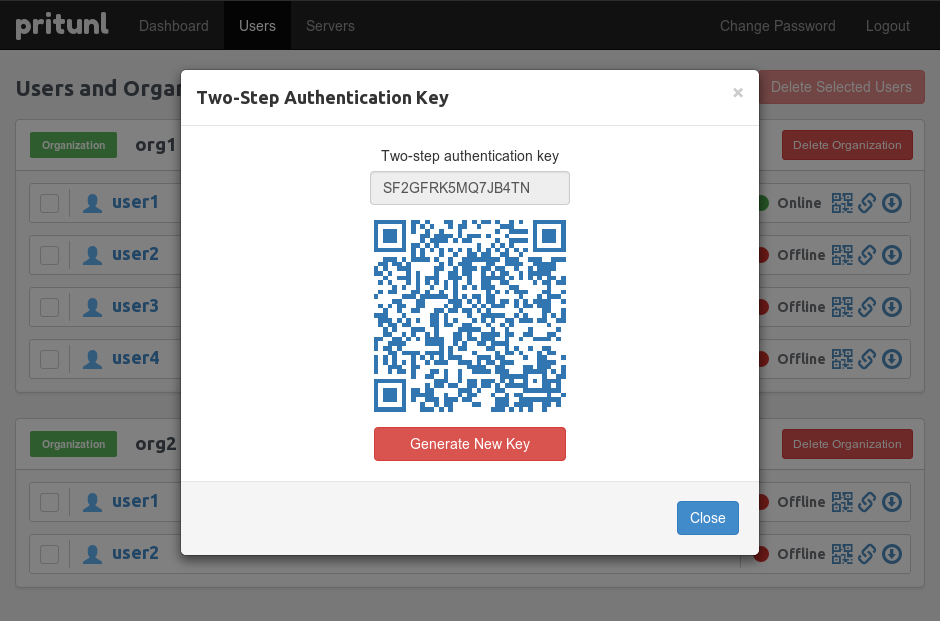 pritunl Dashboard Users Servers Change Password Logout
Users and Organ
Delete Selected Users
Two-Step Authentication Key ×
Organization org1 Delete Organization
Two-step authentication key
SF2GFRK5MQ7JB4TN
user1 Online
user2 Offline
user3 Offline
user4 Offline
Generate New Key
Organization org2 Delete Organization
user1 Offline
Close
user2 Offline